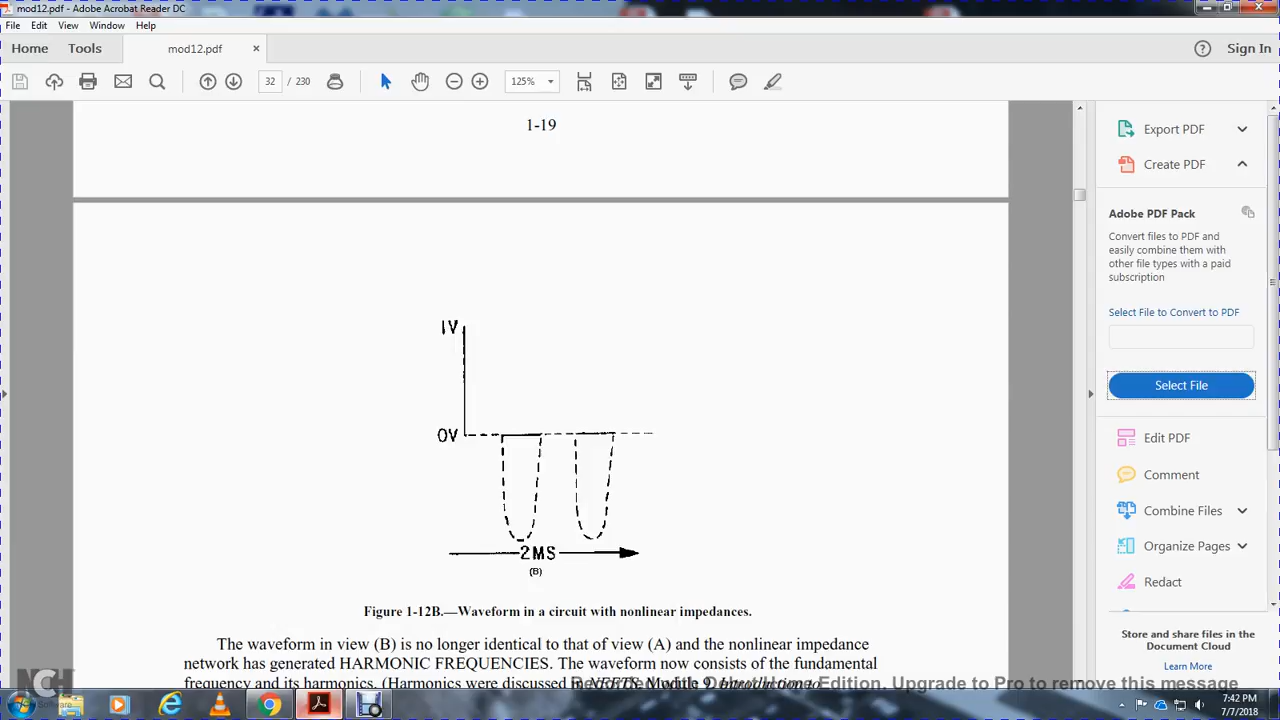 mod12.pdf - Adobe Acrobat Reader DC
File Edit View Window Help
Home Tools mod12.pdf × Sign In
32 / 230 125%
1-19
1V
0V
2MS
(B)
Figure 1-12B.—Waveform in a circuit with nonlinear impedances.
The waveform in view (B) is no longer identical to that of view (A) and the nonlinear impedance
network has generated HARMONIC FREQUENCIES. The waveform now consists of the fundamental
frequency and its harmonics. (Harmonics were discussed in NEETS, Module 9, Introduction to
Export PDF
Create PDF
Adobe PDF Pack
Convert files to PDF and
easily combine them with
other file types with a paid
subscription
Select File to Convert to PDF
Select File
Edit PDF
Comment
Combine Files
Organize Pages
Redact
Store and share files in the
Document Cloud
Learn More
NCH
Software
Edition, Upgrade to Pro to remove this message
7:42 PM
7/7/2018